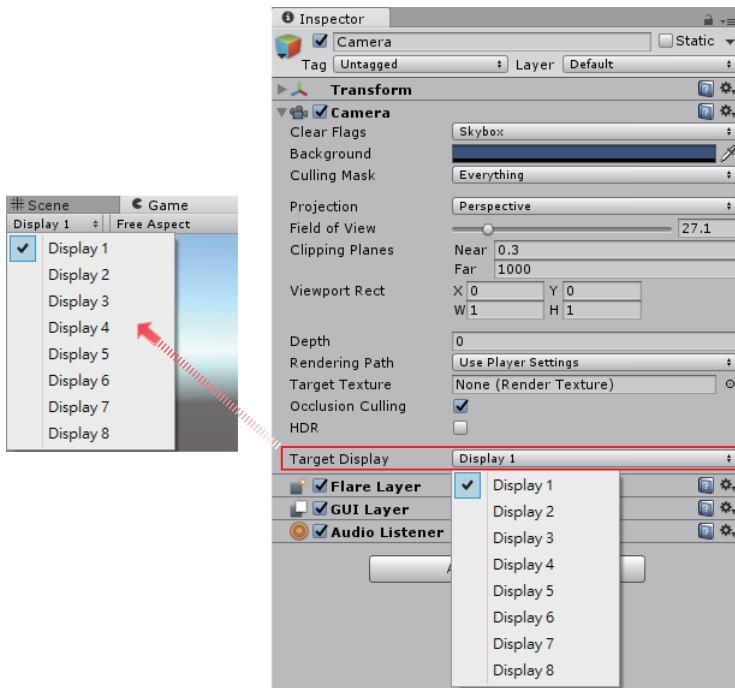 Scene Game
Display 1 Free Aspect
Display 1
Display 2
Display 3
Display 4
Display 5
Display 6
Display 7
Display 8
Inspector
Camera Static
Tag Untagged Layer Default
Transform
Camera
Clear Flags Skybox
Background
Culling Mask Everything
Projection Perspective
Field of View 27.1
Clipping Planes Near 0.3
Far 1000
Viewport Rect X 0 Y 0
W 1 H 1
Depth 0
Rendering Path Use Player Settings
Target Texture None (Render Texture)
Occlusion Culling
HDR
Target Display Display 1
Flare Layer
GUI Layer
Audio Listener
Display 1
Display 2
Display 3
Display 4
Display 5
Display 6
Display 7
Display 8